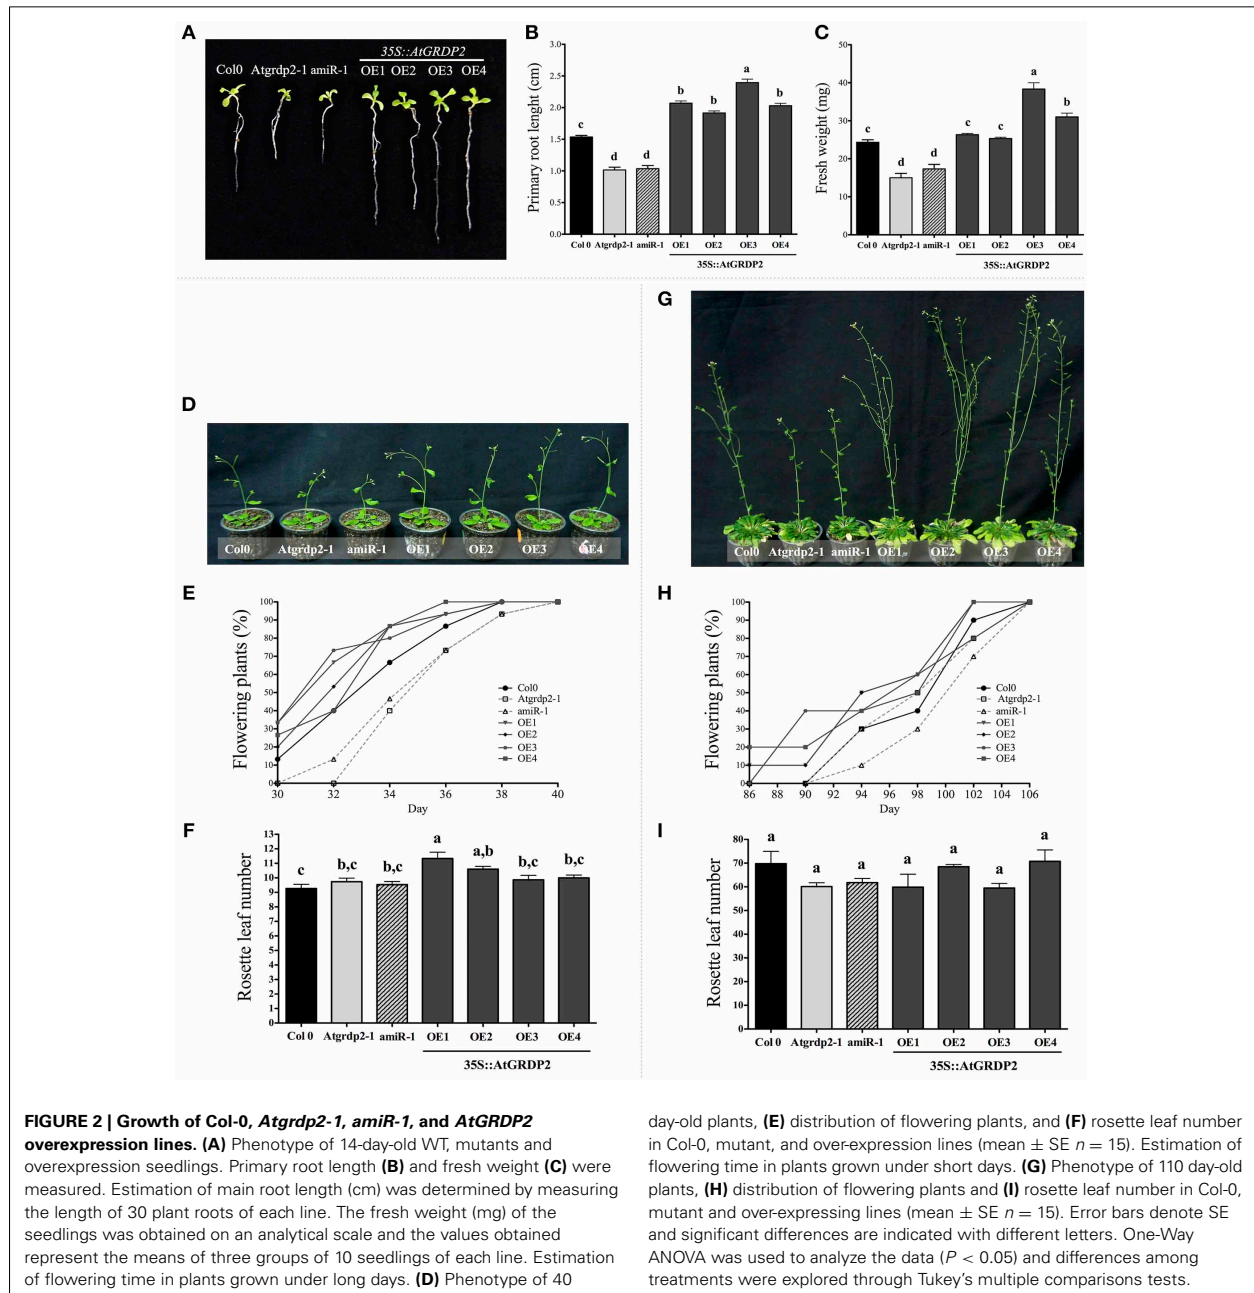 A
35S::AtGRDP2
Col0 Atgrdp2-1 amiR-1 OE1 OE2 OE3 OE4
B
Primary root lenght (cm)
3.0
2.5
2.0
1.5
1.0
0.5
0.0
c d d b b a b
Col 0 Atgrdp2-1 amiR-1 OE1 OE2 OE3 OE4
35S::AtGRDP2
C
Fresh weight (mg)
50
40
30
20
10
0
c d d c c a b
Col 0 Atgrdp2-1 amiR-1 OE1 OE2 OE3 OE4
35S::AtGRDP2
D
Col0 Atgrdp2-1 amiR-1 OE1 OE2 OE3 OE4
G
Col0 Atgrdp2-1 amiR-1 OE1 OE2 OE3 OE4
E
Flowering plants (%)
100
90
80
70
60
50
40
30
20
10
0
30 32 34 36 38 40
Day
Col0
Atgrdp2-1
amiR-1
OE1
OE2
OE3
OE4
H
Flowering plants (%)
100
90
80
70
60
50
40
30
20
10
0
86 88 90 92 94 96 98 100 102 104 106
Day
Col0
Atgrdp2-1
amiR-1
OE1
OE2
OE3
OE4
F
Rosette leaf number
13
12
11
10
9
8
7
6
5
4
3
2
1
0
c b,c b,c a a,b b,c b,c
Col 0 Atgrdp2-1 amiR-1 OE1 OE2 OE3 OE4
35S::AtGRDP2
I
Rosette leaf number
80
70
60
50
40
30
20
10
0
a a a a a a a
Col 0 Atgrdp2-1 amiR-1 OE1 OE2 OE3 OE4
35S::AtGRDP2
FIGURE 2 | Growth of Col-0, Atgrdp2-1, amiR-1, and AtGRDP2
overexpression lines. (A) Phenotype of 14-day-old WT, mutants and
overexpression seedlings. Primary root length (B) and fresh weight (C) were
measured. Estimation of main root length (cm) was determined by measuring
the length of 30 plant roots of each line. The fresh weight (mg) of the
seedlings was obtained on an analytical scale and the values obtained
represent the means of three groups of 10 seedlings of each line. Estimation
of flowering time in plants grown under long days. (D) Phenotype of 40
day-old plants, (E) distribution of flowering plants, and (F) rosette leaf number
in Col-0, mutant, and over-expression lines (mean ± SE n = 15). Estimation of
flowering time in plants grown under short days. (G) Phenotype of 110 day-old
plants, (H) distribution of flowering plants and (I) rosette leaf number in Col-0,
mutant and over-expressing lines (mean ± SE n = 15). Error bars denote SE
and significant differences are indicated with different letters. One-Way
ANOVA was used to analyze the data (P < 0.05) and differences among
treatments were explored through Tukey's multiple comparisons tests.